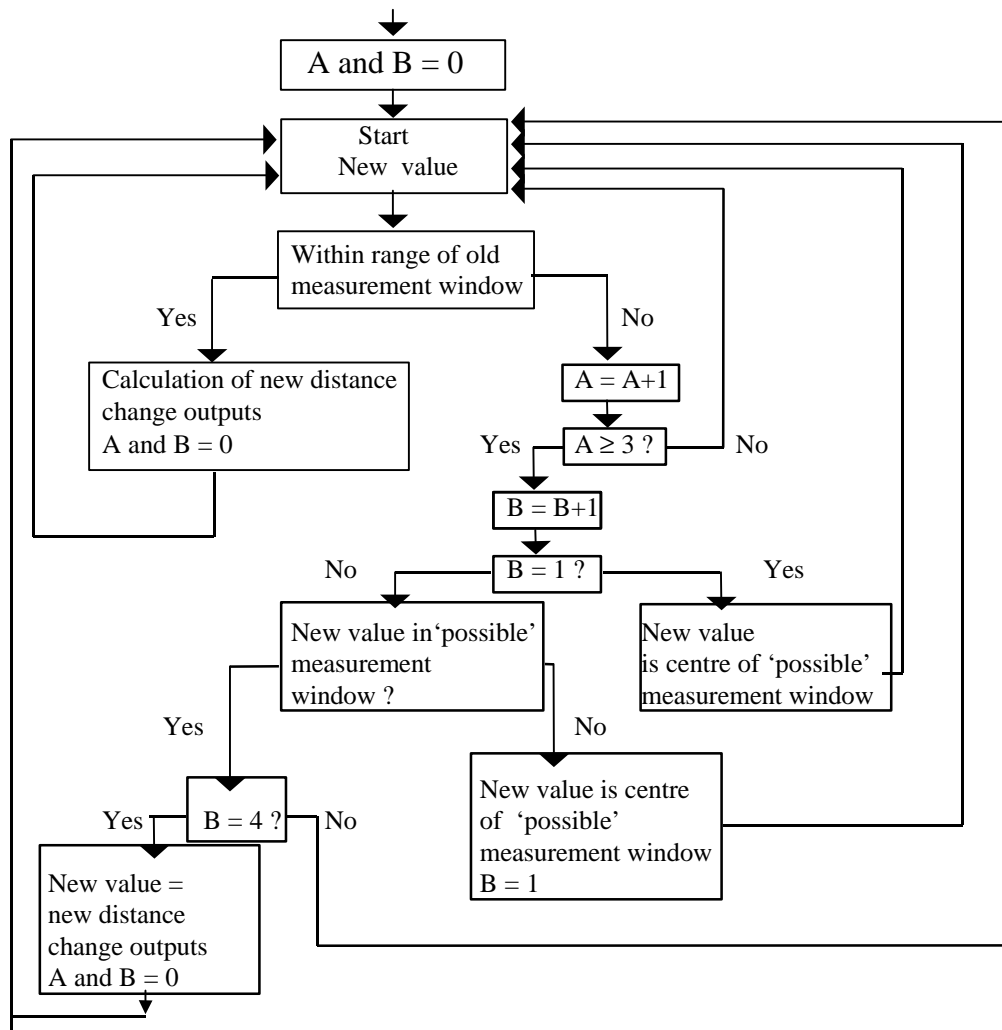 A and B = 0
Start
New value
Within range of old
measurement window
Yes
No
Calculation of new distance
change outputs
A and B = 0
A = A+1
Yes
A ≥ 3 ?
No
B = B+1
No
B = 1 ?
Yes
New value in‘possible’
measurement
window ?
New value
is centre of ‘possible’
measurement window
Yes
No
New value is centre
of ‘possible’
measurement window
B = 1
Yes
B = 4 ?
No
New value =
new distance
change outputs
A and B = 0